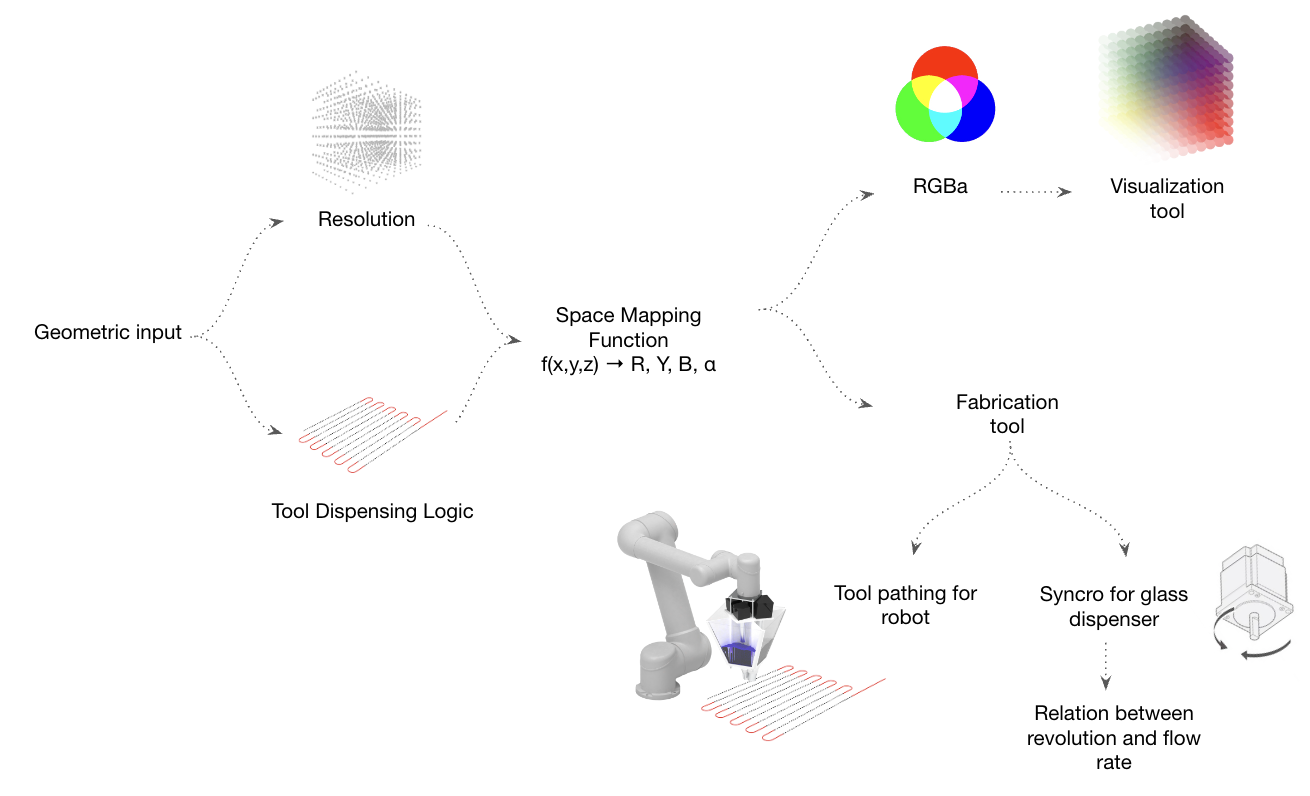 RGBa
Visualization
tool
Resolution
Geometric input
Space Mapping
Function
f(x,y,z) → R, Y, B, α
Fabrication
tool
Tool Dispensing Logic
Tool pathing for
robot
Syncro for glass
dispenser
Relation between
revolution and flow
rate